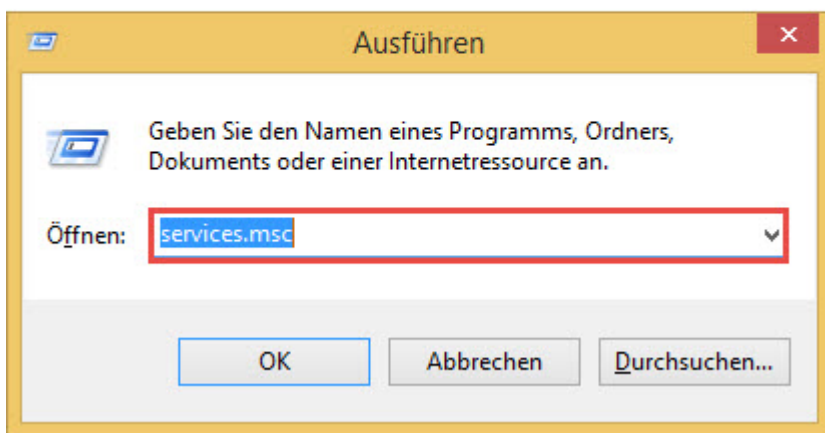 Ausführen
Geben Sie den Namen eines Programms, Ordners,
Dokuments oder einer Internetressource an.
Öffnen: services.msc
OK Abbrechen Durchsuchen...